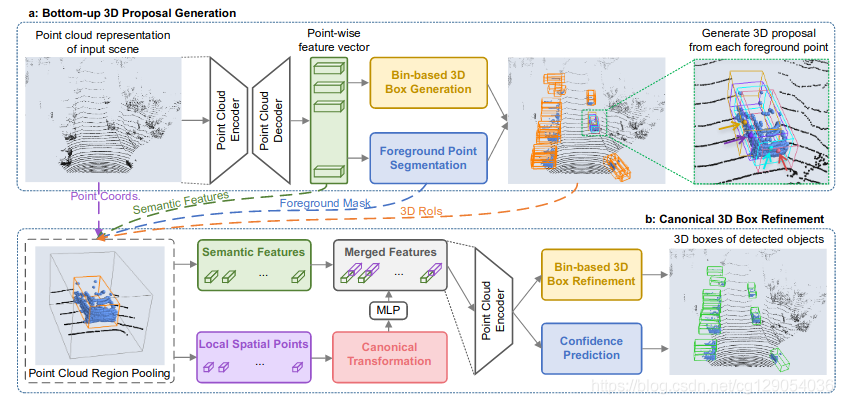 a: Bottom-up 3D Proposal Generation
Point cloud representation
of input scene
Point-wise
feature vector
Generate 3D proposal
from each foreground point
Point Cloud
Encoder
Point Cloud
Decoder
Bin-based 3D
Box Generation
Foreground Point
Segmentation
Point Coords.
Semantic Features
Foreground Mask
3D RoIs
b: Canonical 3D Box Refinement
Semantic Features
...
Merged Features
...
3D boxes of detected objects
Point Cloud
Encoder
Bin-based 3D
Box Refinement
MLP
Local Spatial Points
...
Canonical
Transformation
Confidence
Prediction
Point Cloud Region Pooling
https://blog.csdn.net/cg129054036